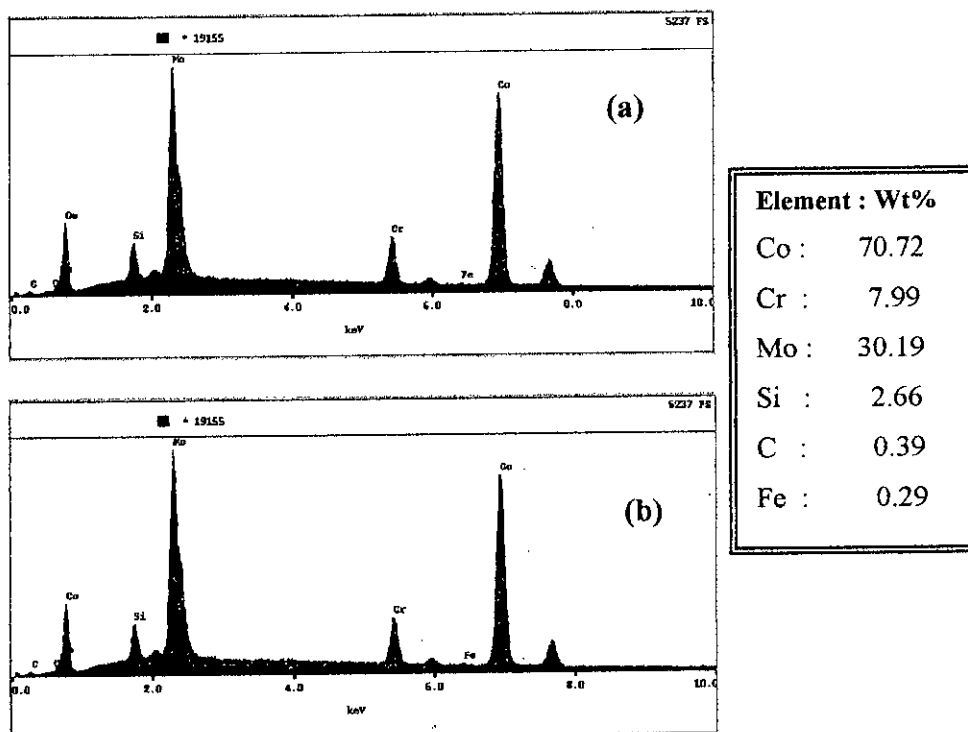 5237 FS
* 19155
Mo
Co
(a)
Co
Si
Cr
Fe
C
0.0 2.0 4.0 6.0 8.0 10.0
keV
5237 FS
* 19155
Mo
Co
(b)
Co
Si
Cr
Fe
C
0.0 2.0 4.0 6.0 8.0 10.0
keV
Element : Wt%
Co : 70.72
Cr : 7.99
Mo : 30.19
Si : 2.66
C : 0.39
Fe : 0.29